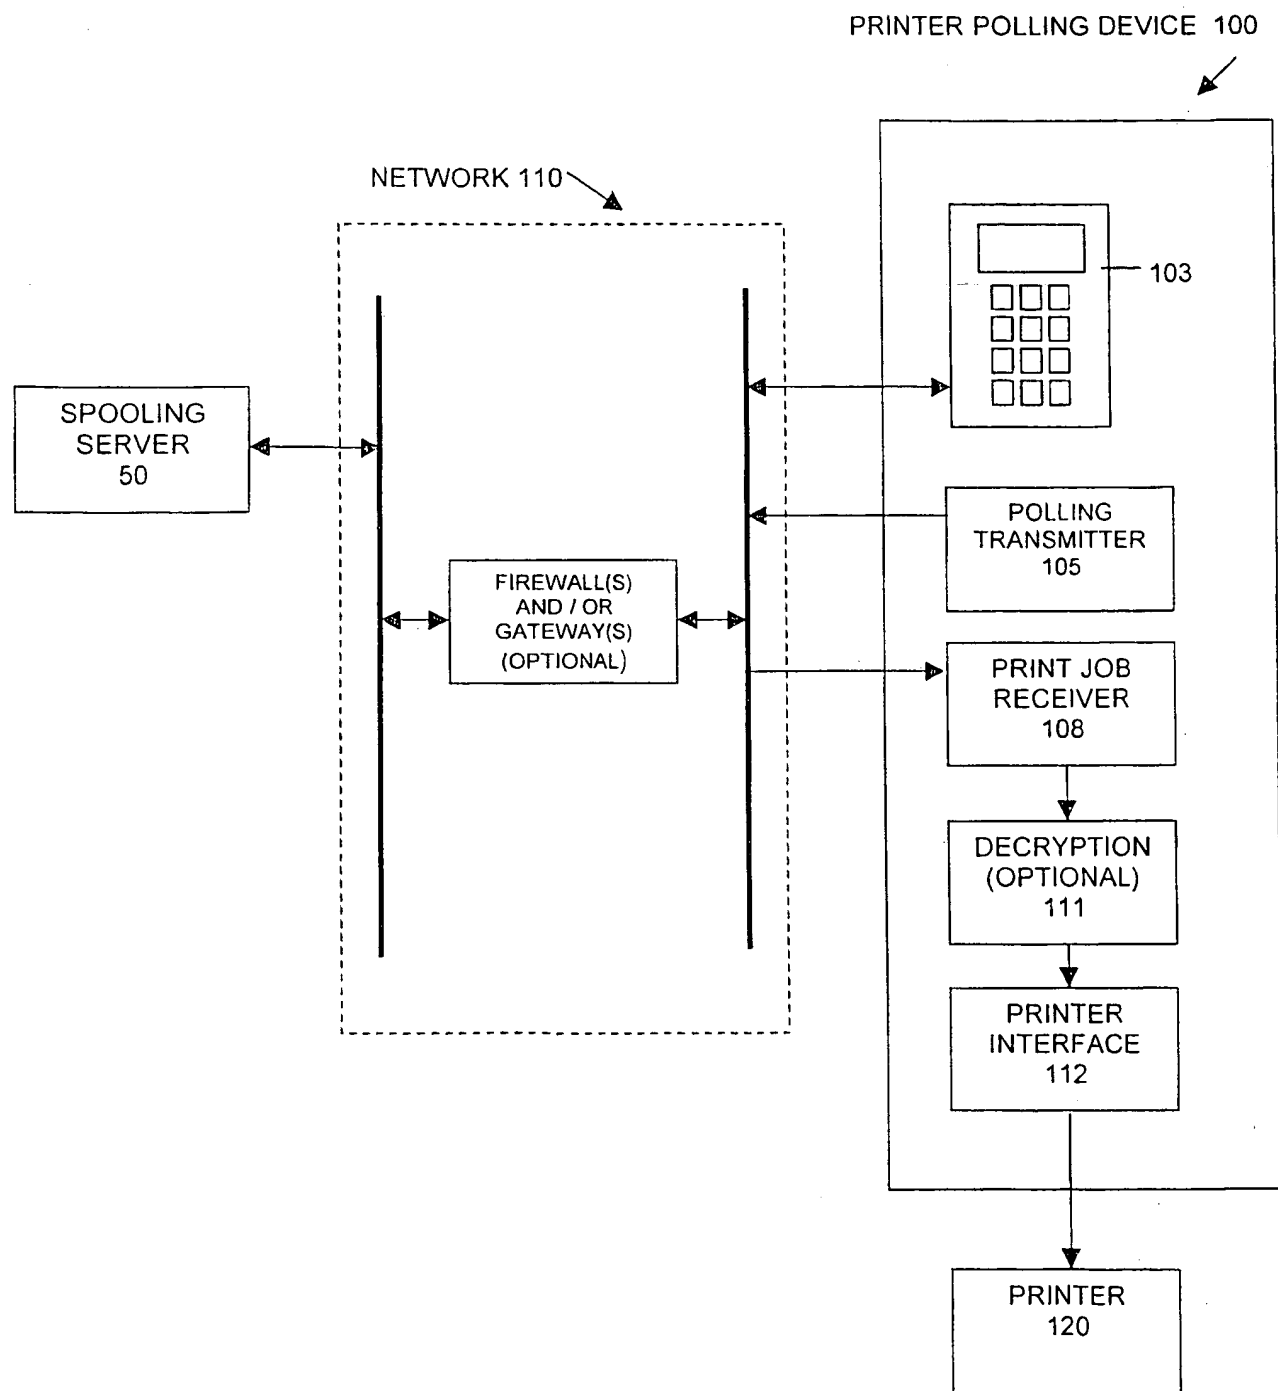 PRINTER POLLING DEVICE 100
NETWORK 110
103
SPOOLING
SERVER
50
POLLING
TRANSMITTER
105
FIREWALL(S)
AND / OR
GATEWAY(S)
(OPTIONAL)
PRINT JOB
RECEIVER
108
DECRYPTION
(OPTIONAL)
111
PRINTER
INTERFACE
112
PRINTER
120